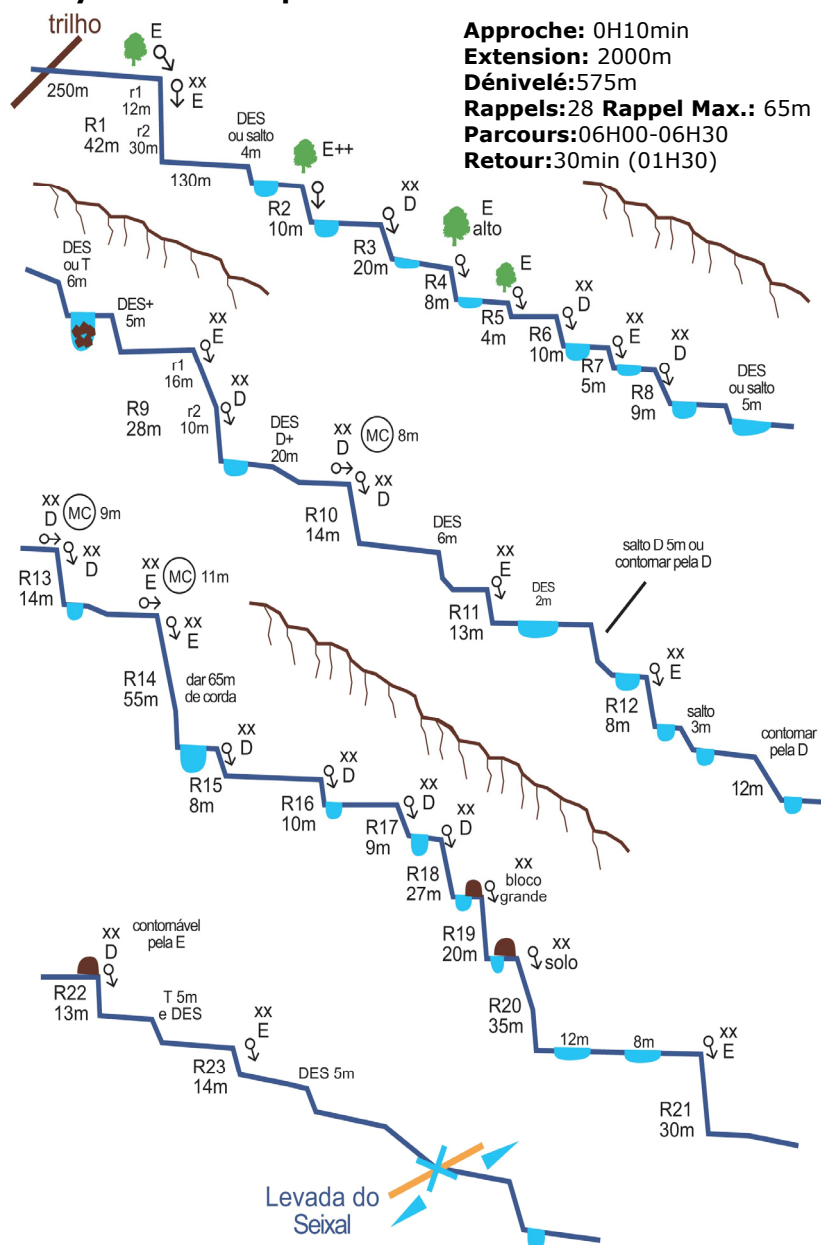 trilho
Approche: 0H10min
Extension: 2000m
Dénivelé:575m
Rappels:28 Rappel Max.: 65m
Parcours:06H00-06H30
Retour:30min (01H30)
E
xx
E
250m
r1
12m
R1
42m
r2
30m
130m
DES
ou salto
4m
E++
R2
10m
xx
D
R3
20m
E
alto
R4
8m
E
R5
4m
xx
D
R6
10m
xx
E
R7
5m
xx
D
R8
9m
DES
ou salto
5m
DES
ou T
6m
DES+
5m
xx
E
r1
16m
R9
28m
r2
10m
xx
D
DES
D+
20m
xx
D
MC 8m
xx
D
R10
14m
DES
6m
xx
E
R11
13m
DES
2m
salto D 5m ou
contornar pela D
xx
E
R12
8m
salto
3m
contornar
pela D
12m
xx
D
MC 9m
xx
D
R13
14m
xx
E
MC 11m
xx
E
R14
55m
dar 65m
de corda
xx
D
R15
8m
xx
D
R16
10m
xx
D
R17
9m
xx
D
R18
27m
xx
bloco
grande
R19
20m
xx
solo
R20
35m
12m
8m
xx
E
R21
30m
xx
D
contornável
pela E
R22
13m
T 5m
e DES
xx
E
R23
14m
DES 5m
Levada do
Seixal